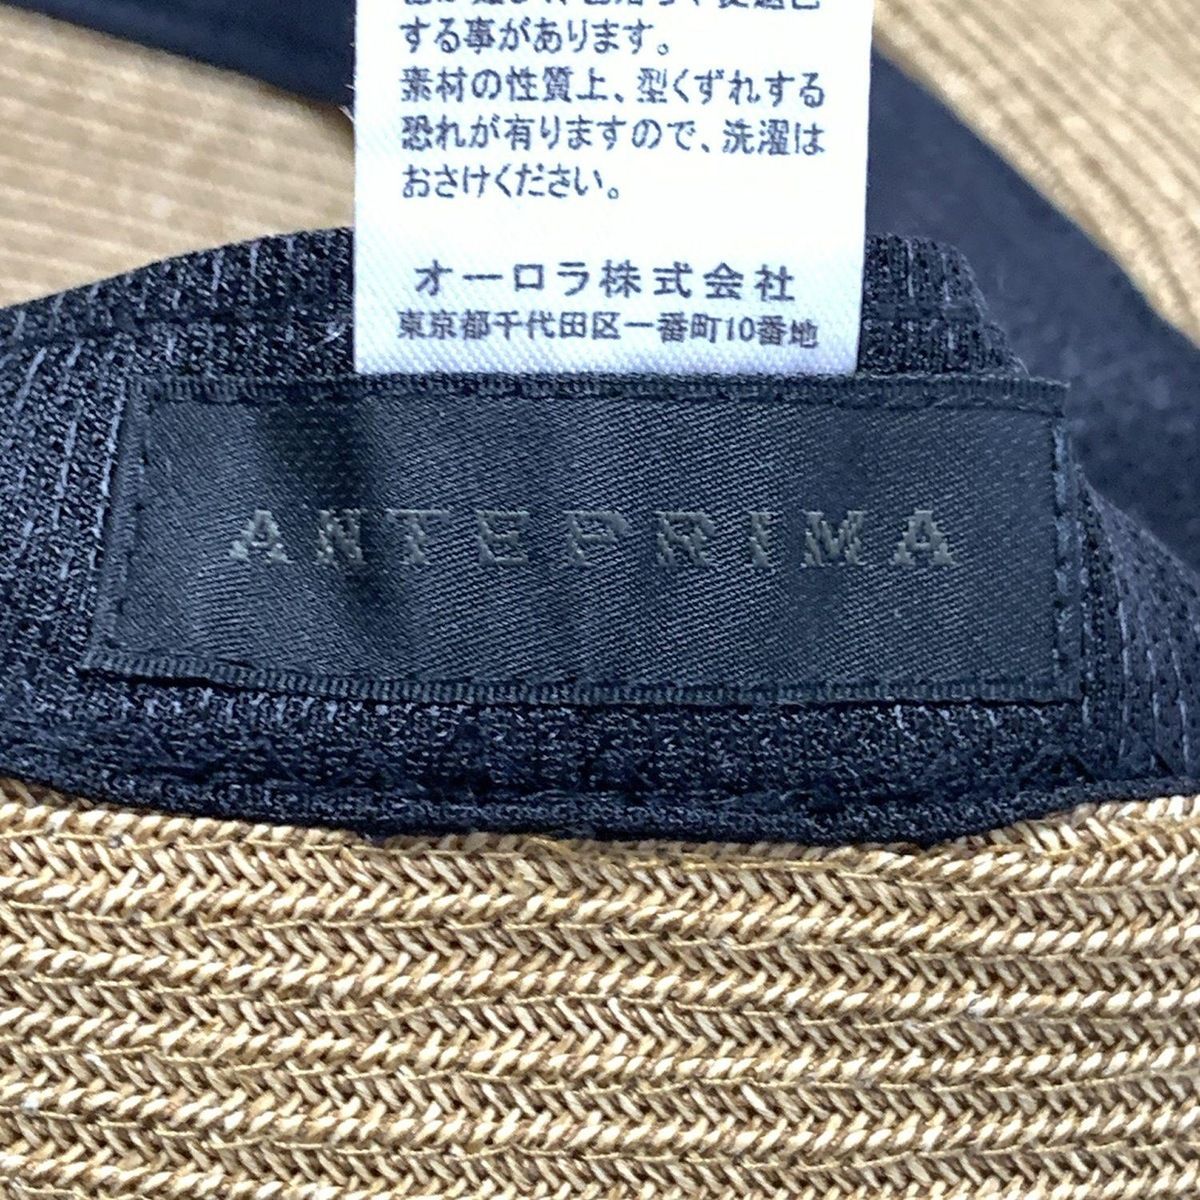 する事があります。
素材の性質上、型くずれする
恐れが有りますので、洗濯は
おさけください。
オーロラ株式会社
東京都千代田区一番町10番地
ANTEPRIMA